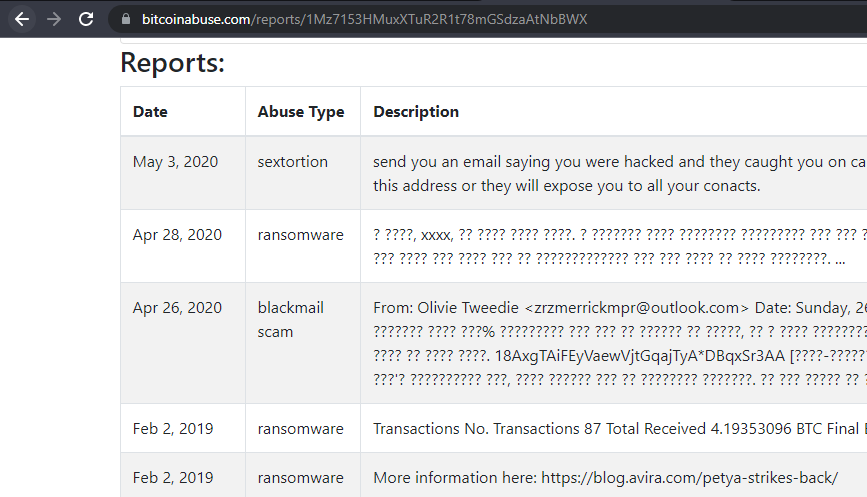 bitcoinabuse.com/reports/1Mz7153HMuxXTuR2R1t78mGSdzaAtNbBWX
Reports:
Date Abuse Type Description
May 3, 2020 sextortion send you an email saying you were hacked and they caught you on ca
this address or they will expose you to all your conacts.
Apr 28, 2020 ransomware ? ????, xxxx, ?? ???? ???? ????. ? ??????? ???? ???????? ????????? ??? ??? ?
??? ???? ??? ???? ??? ?? ????????????? ??? ??? ???? ?? ???? ????????. ...
Apr 26, 2020 blackmail scam From: Olivie Tweedie <zrzmerrickmpr@outlook.com> Date: Sunday, 26
??????? ???? ???% ????????? ??? ??? ?? ?????? ?? ?????, ?? ? ???? ????????
???? ?? ???? ????. 18AxgTAiFEyVaewVjtGqajTyA*DBqxSr3AA [????-?????
???'? ?????????? ???, ???? ?????? ??? ?? ???????? ???????. ?? ??? ????? ?? ?
Feb 2, 2019 ransomware Transactions No. Transactions 87 Total Received 4.19353096 BTC Final
Feb 2, 2019 ransomware More information here: https://blog.avira.com/petya-strikes-back/